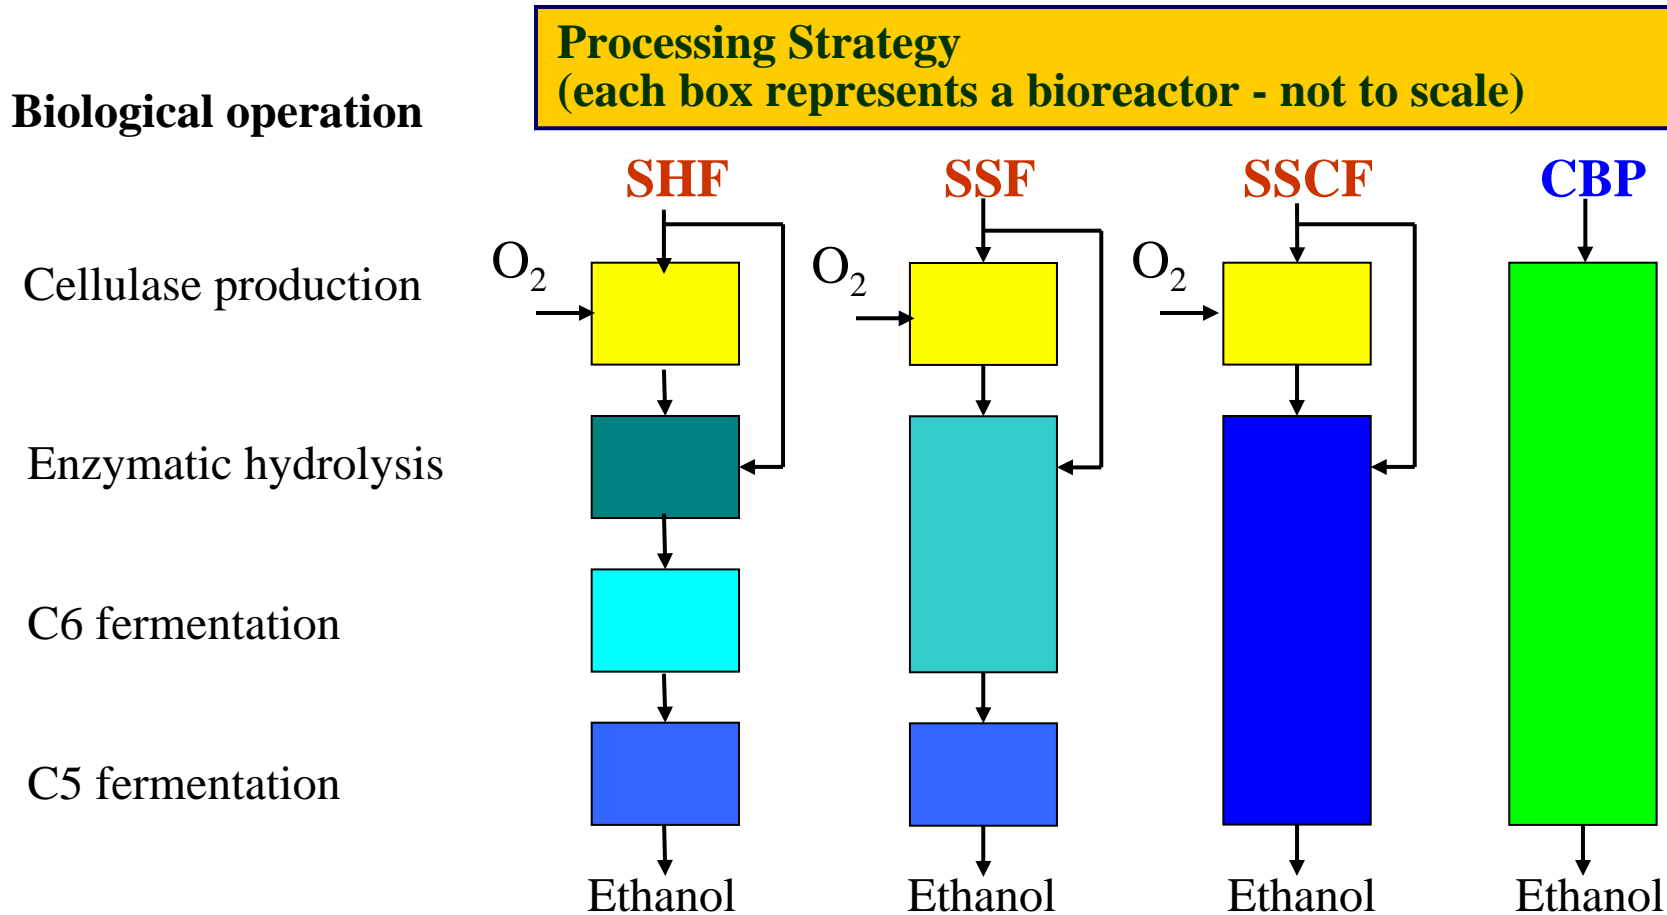 Processing Strategy
(each box represents a bioreactor - not to scale)
Biological operation
SHF SSF SSCF CBP
O2 O2 O2
Cellulase production
Enzymatic hydrolysis
C6 fermentation
C5 fermentation
Ethanol Ethanol Ethanol Ethanol